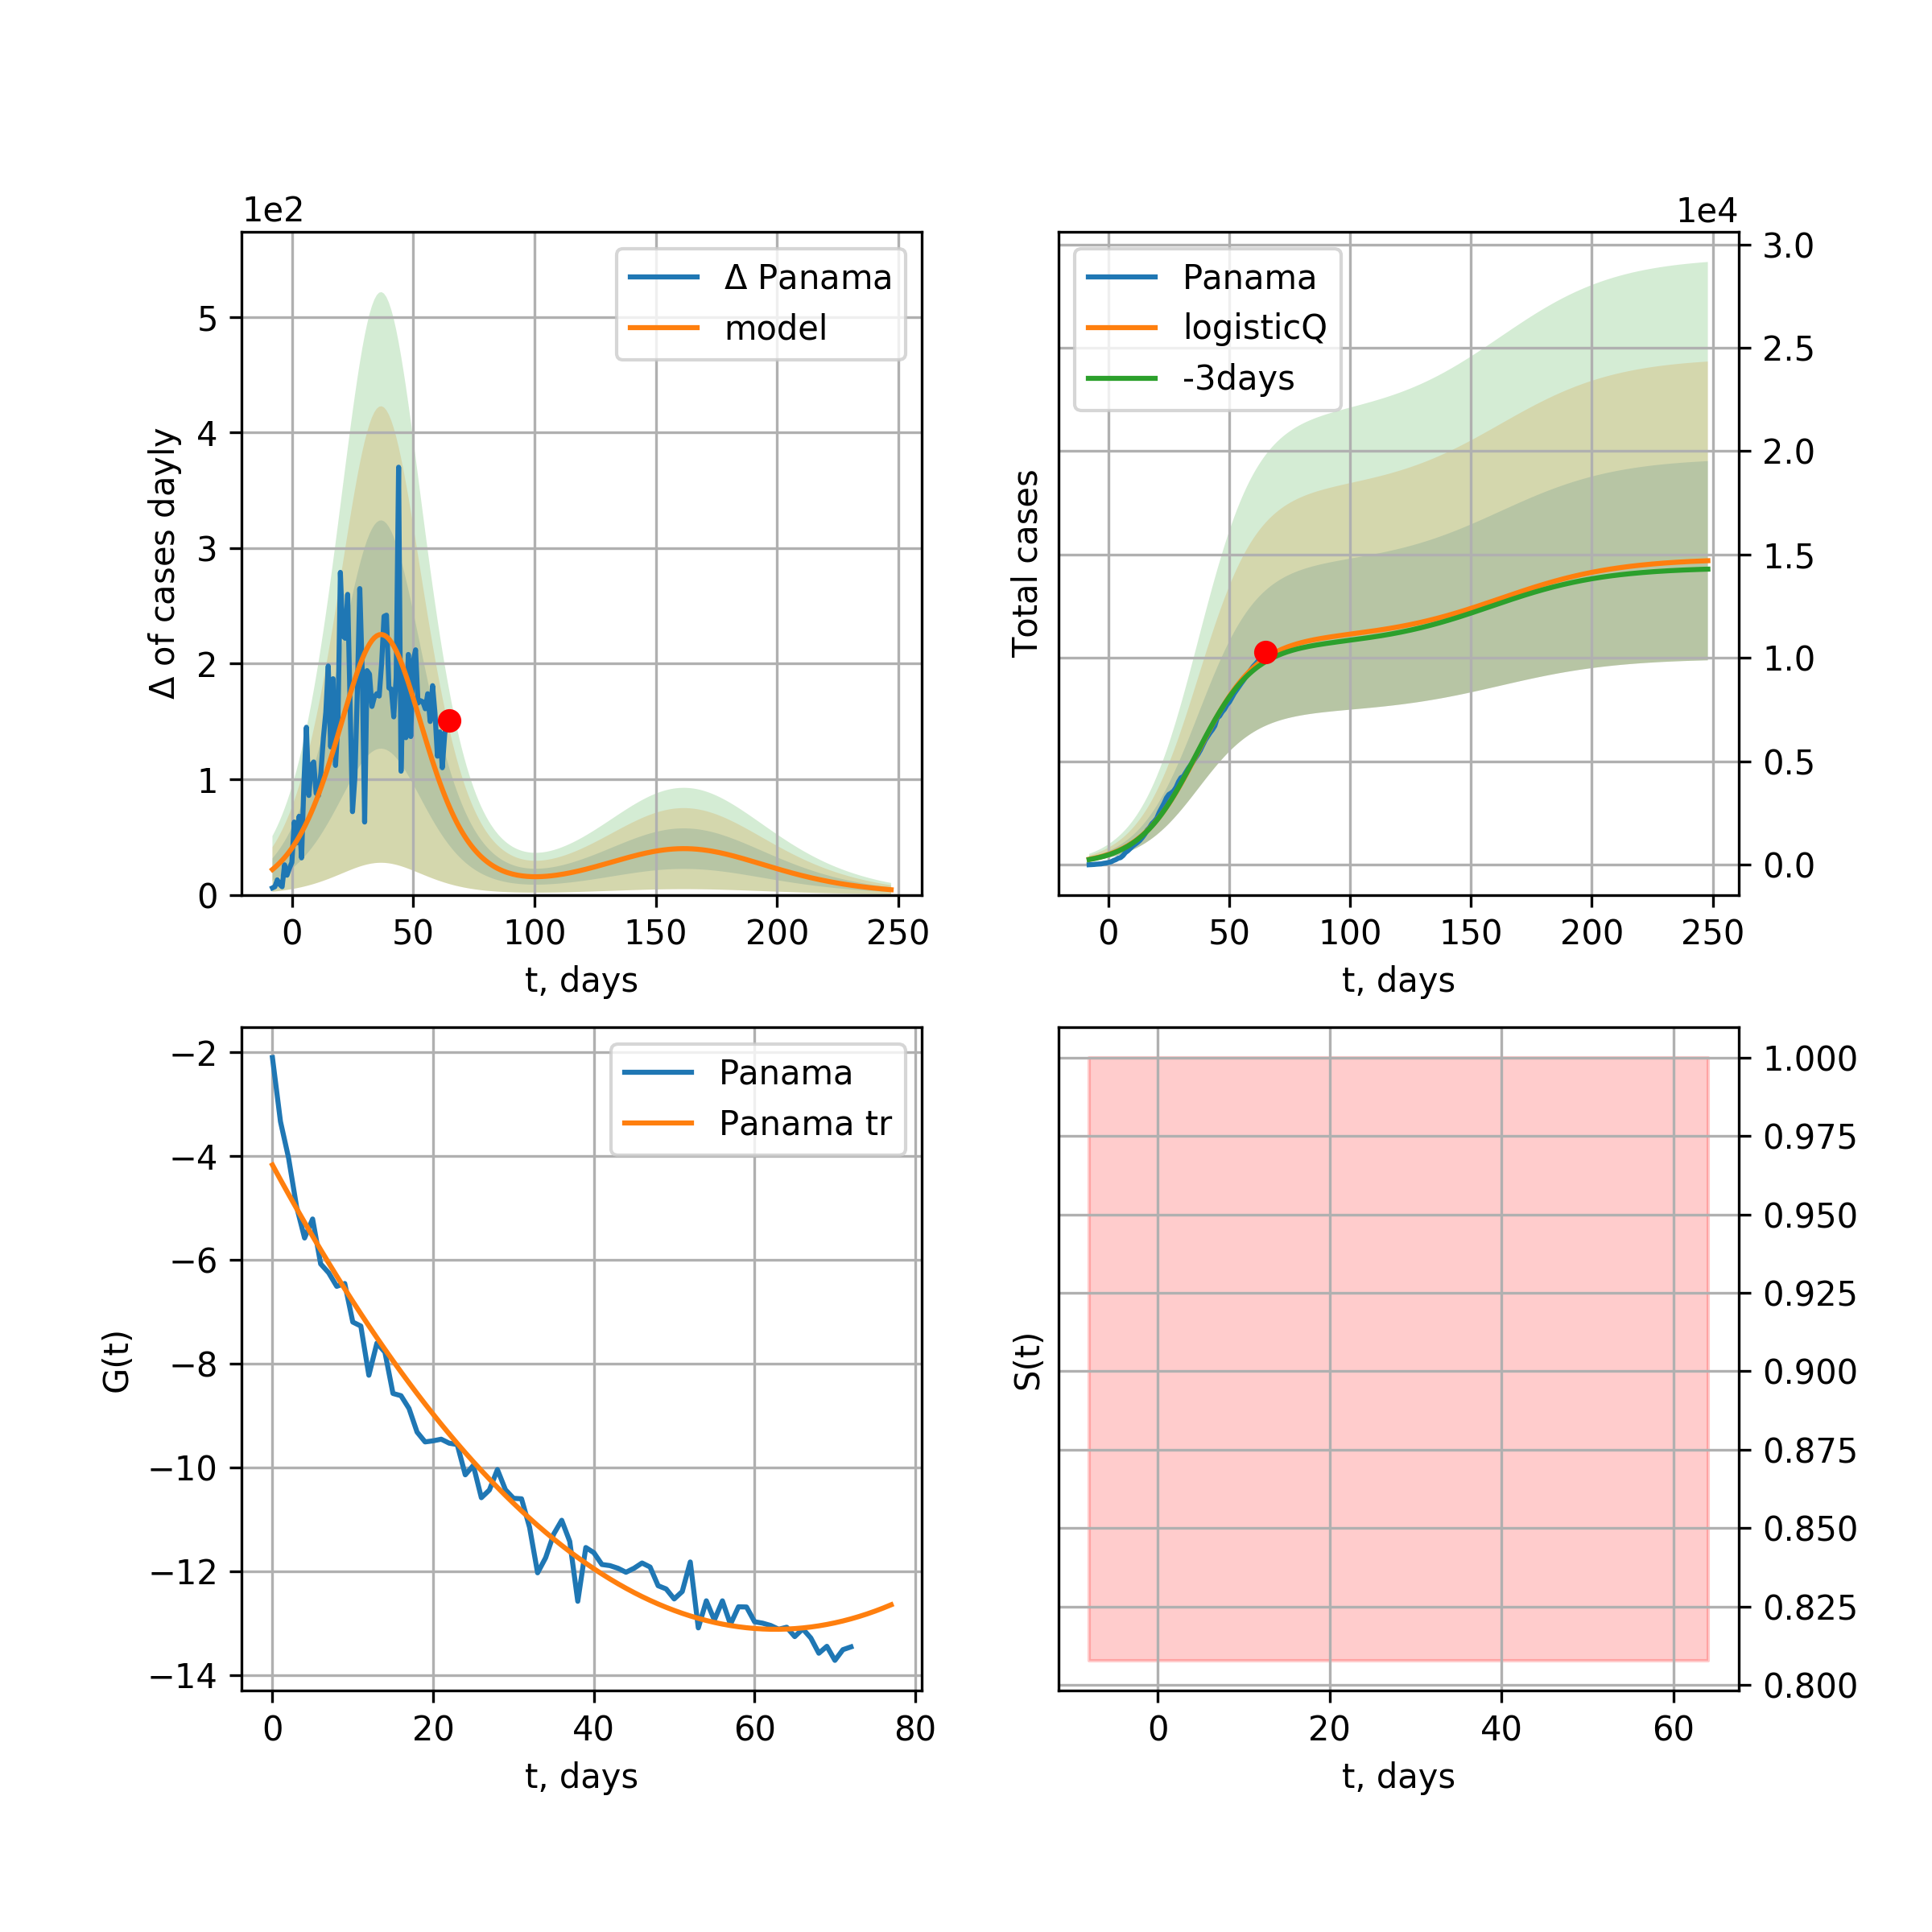 1e2
Δ of cases dayly
5
4
3
2
1
0
Δ Panama
model
0 50 100 150 200 250
t, days
1e4
Total cases
Panama
logisticQ
-3days
3.0
2.5
2.0
1.5
1.0
0.5
0.0
0 50 100 150 200 250
t, days
G(t)
−2
−4
−6
−8
−10
−12
−14
Panama
Panama tr
0 20 40 60 80
t, days
S(t)
1.000
0.975
0.950
0.925
0.900
0.875
0.850
0.825
0.800
0 20 40 60
t, days